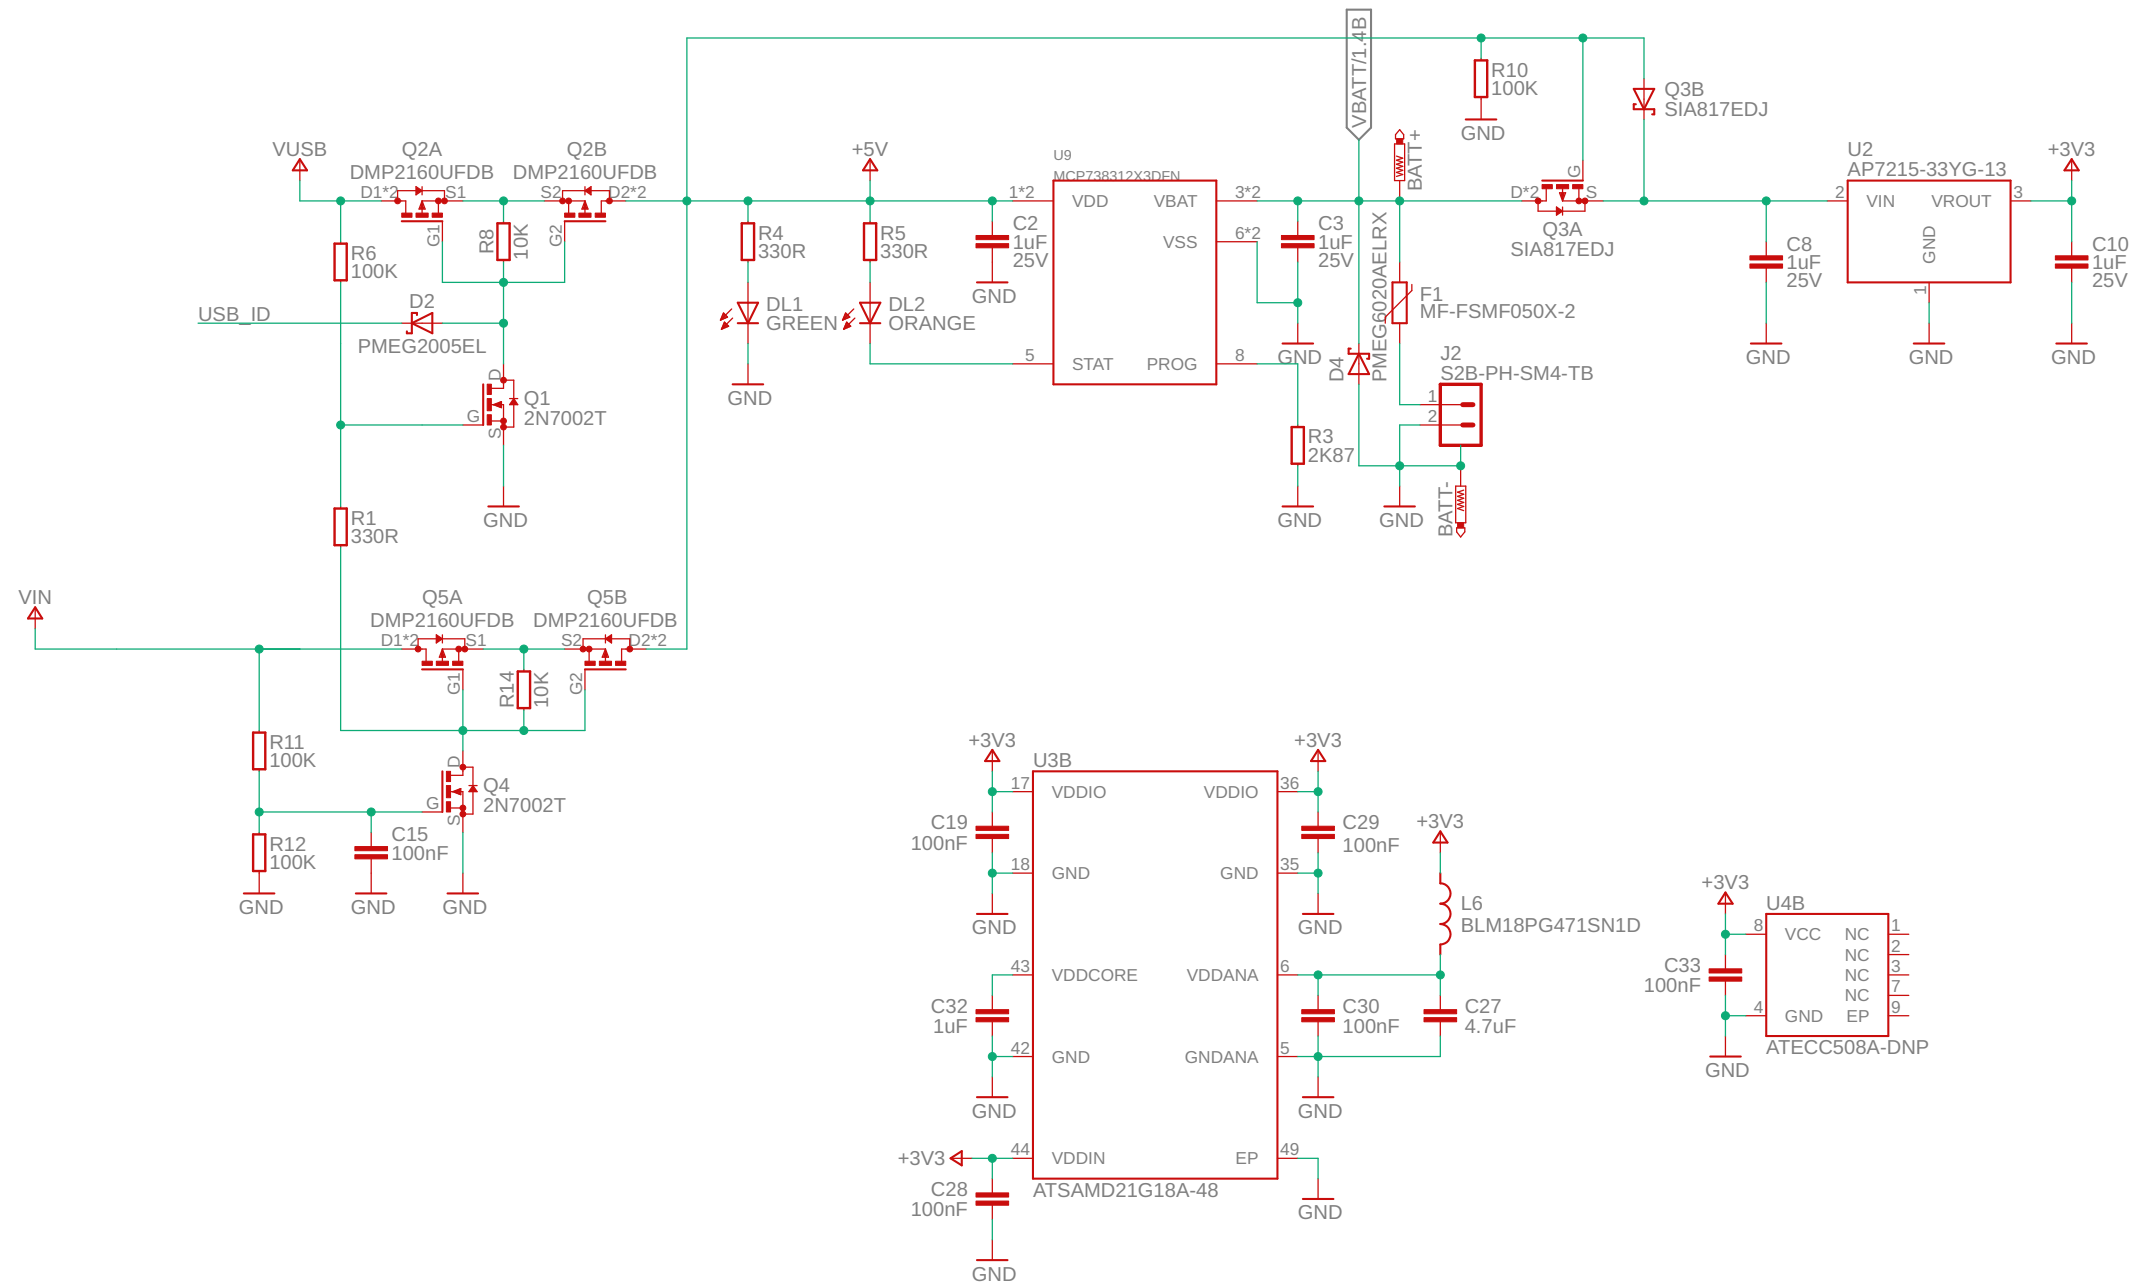 VBATT/1.4B
R10
100K
GND
Q3B
SIA817EDJ
VUSB
Q2A
DMP2160UFDB
D1*2
S1
G1
Q2B
DMP2160UFDB
S2
D2*2
G2
R8
10K
R6
100K
USB_ID
D2
PMEG2005EL
D
G
S
Q1
2N7002T
GND
R1
330R
+5V
R4
330R
DL1
GREEN
GND
R5
330R
DL2
ORANGE
C2
1uF
25V
GND
U9
MCP738312X3DEN
1*2
VDD
VBAT
3*2
VSS
6*2
5
STAT
PROG
8
C3
1uF
25V
GND
R3
2K87
GND
D4
PMEG6020AELRX
BATT+
F1
MF-FSMF050X-2
J2
S2B-PH-SM4-TB
1
2
GND
BATT-
D*2
G
S
Q3A
SIA817EDJ
C8
1uF
25V
GND
U2
AP7215-33YG-13
2
VIN
VROUT
3
GND
1
GND
+3V3
C10
1uF
25V
GND
VIN
Q5A
DMP2160UFDB
D1*2
S1
G1
Q5B
DMP2160UFDB
S2
D2*2
G2
R14
10K
R11
100K
R12
100K
GND
C15
100nF
GND
D
G
S
Q4
2N7002T
GND
+3V3
U3B
+3V3
17
VDDIO
VDDIO
36
C19
100nF
C29
100nF
18
GND
GND
35
GND
GND
+3V3
L6
BLM18PG471SN1D
43
VDDCORE
VDDANA
6
C32
1uF
C30
100nF
C27
4.7uF
42
GND
GNDANA
5
GND
GND
+3V3
44
VDDIN
EP
49
C28
100nF
ATSAMD21G18A-48
GND
GND
+3V3
U4B
8
VCC
NC
1
NC
2
C33
100nF
NC
3
NC
7
4
GND
EP
9
ATECC508A-DNP
GND